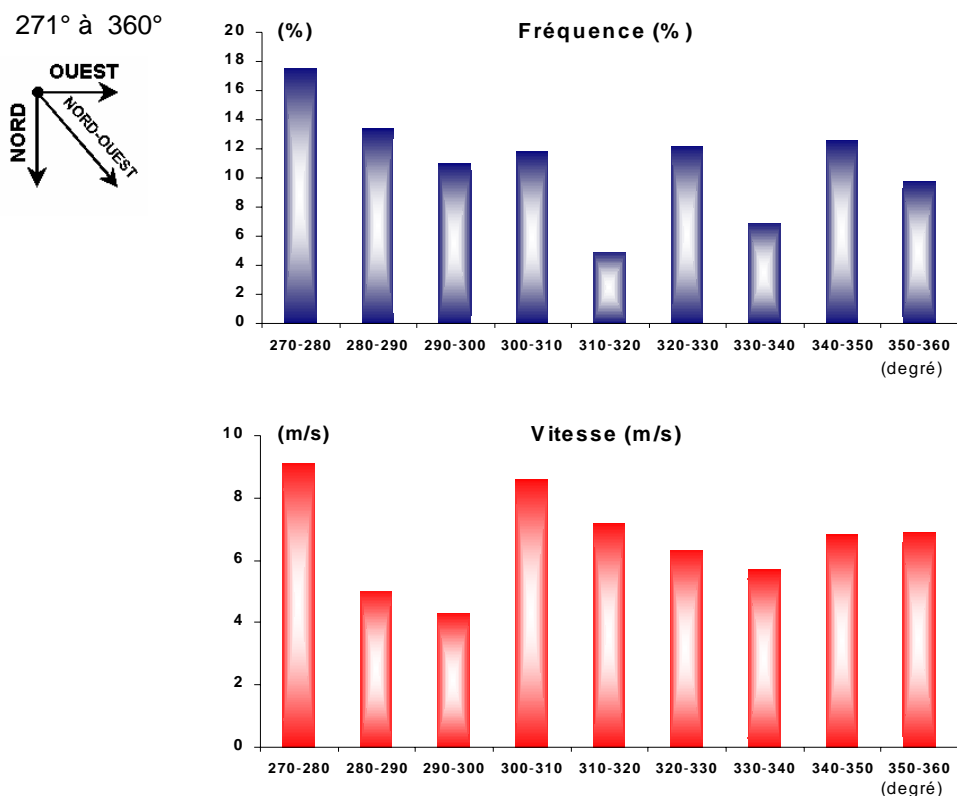 271° à 360°
OUEST
NORD
NORD-OUEST
(%)
Fréquence (%)
20
18
16
14
12
10
8
6
4
2
0
270-280 280-290 290-300 300-310 310-320 320-330 330-340 340-350 350-360
(degré)
(m/s)
Vitesse (m/s)
10
8
6
4
2
0
270-280 280-290 290-300 300-310 310-320 320-330 330-340 340-350 350-360
(degré)